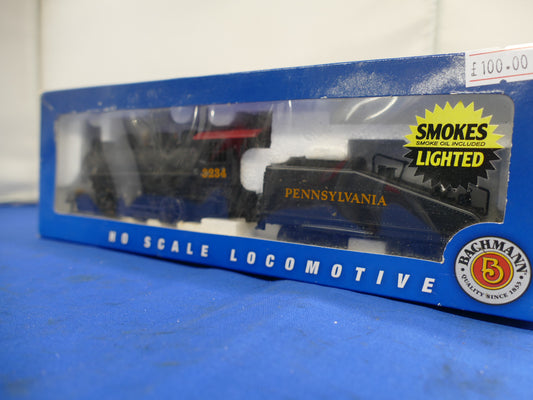 £100.00
SMOKES
SMOKE OIL INCLUDED
LIGHTED
3234
PENNSYLVANIA
HO SCALE LOCOMOTIVE
BACHMANN
B
QUALITY SINCE 1833